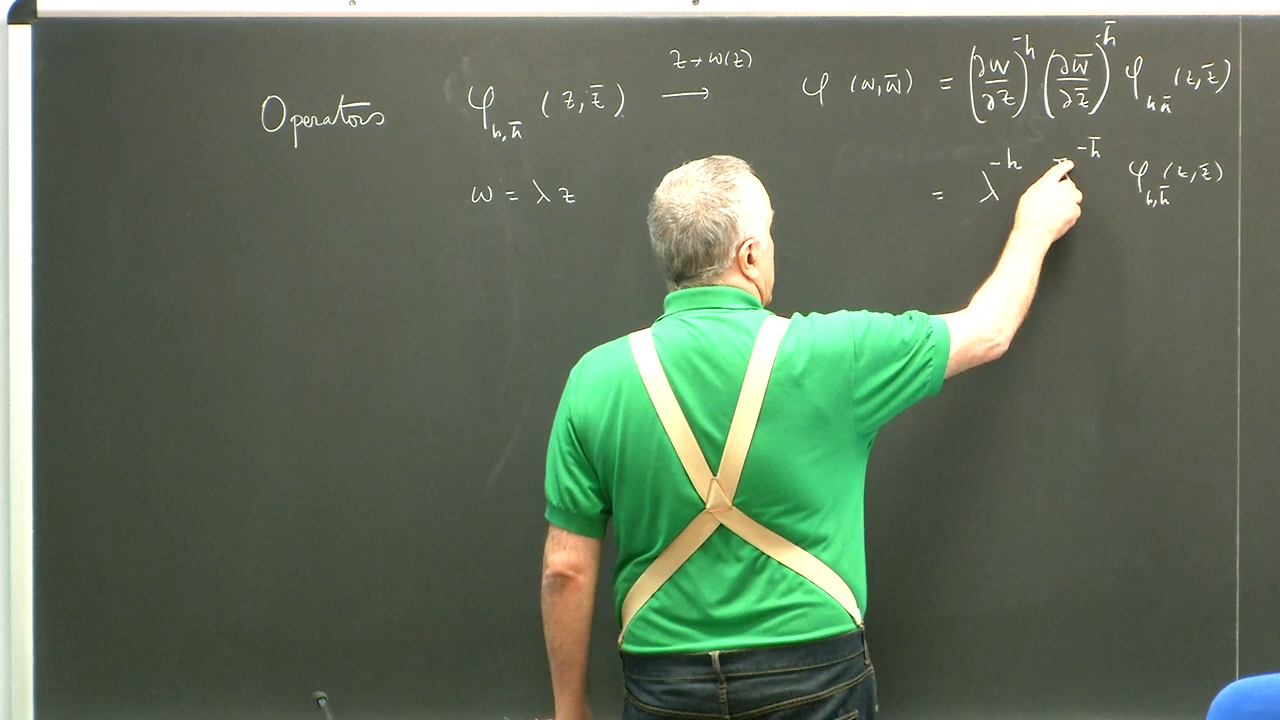 Operators φ_{h,h̄} (z, z̄) ⟶^{z→w(z)} φ (w, w̄) = (∂w/∂z)^{-h} (∂w̄/∂z̄)^{-h̄} φ_{h h̄} (z, z̄)
w = λ z = λ^{-h} ^{-h̄} φ_{h,h̄} (z, z̄)